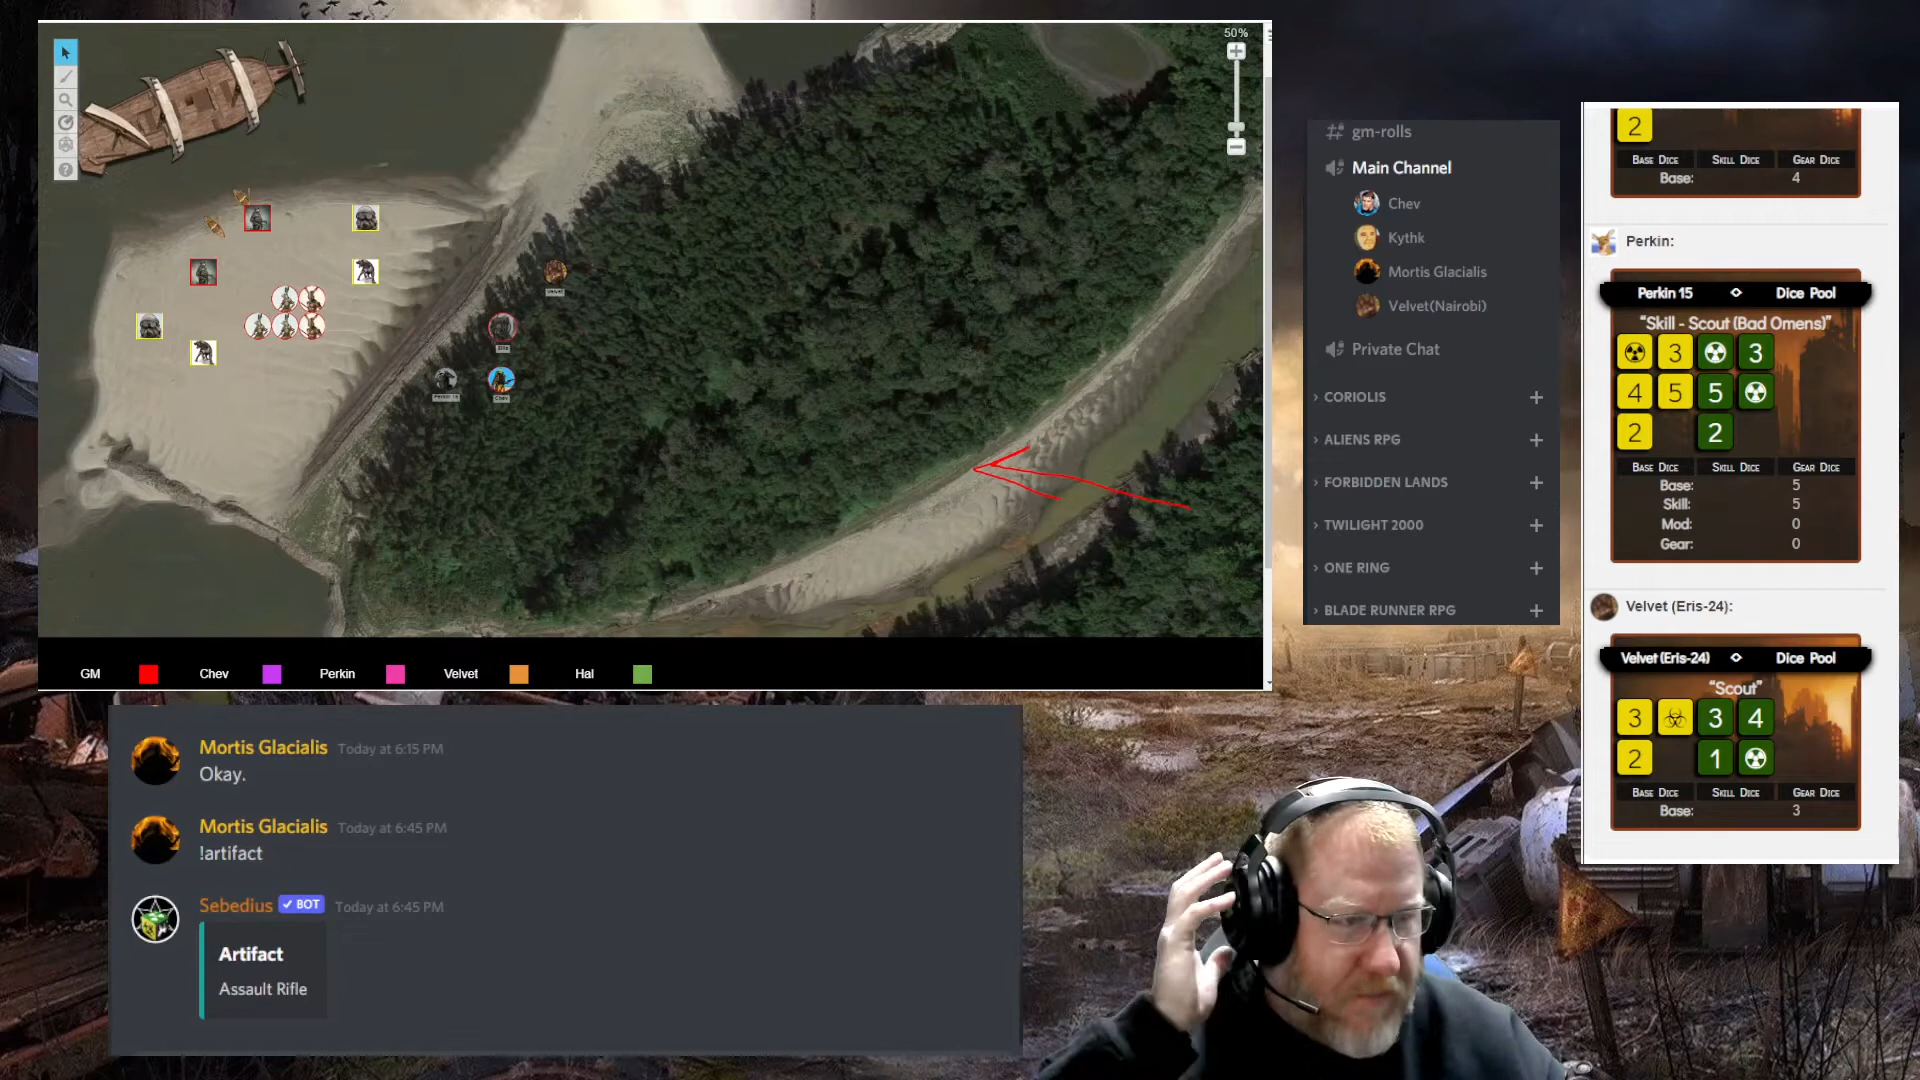 50%
Velvet
Perkin 15
Chev
GM
Chev
Perkin
Velvet
Hal
Mortis Glacialis Today at 6:15 PM
Okay.
Mortis Glacialis Today at 6:45 PM
!artifact
Sebedius ✓ BOT Today at 6:45 PM
Artifact
Assault Rifle
gm-rolls
Main Channel
Chev
Kythk
Mortis Glacialis
Velvet(Nairobi)
Private Chat
CORIOLIS
ALIENS RPG
FORBIDDEN LANDS
TWILIGHT 2000
ONE RING
BLADE RUNNER RPG
2
Base Dice Skill Dice Gear Dice
Base: 4
Perkin:
Perkin 15 Dice Pool
"Skill - Scout (Bad Omens)"
3 3
4 5 5
2 2
Base Dice Skill Dice Gear Dice
Base: 5
Skill: 5
Mod: 0
Gear: 0
Velvet (Eris-24):
Velvet (Eris-24) Dice Pool
"Scout"
3 3 4
2 1
Base Dice Skill Dice Gear Dice
Base: 3